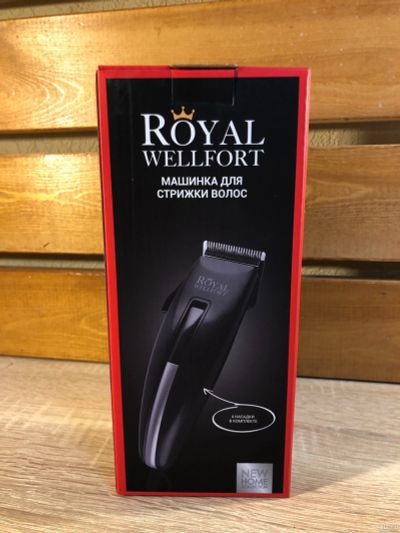 ROYAL
WELLFORT
МАШИНКА ДЛЯ
СТРИЖКИ ВОЛОС
ROYAL
WELLFORT
4 НАСАДКИ
В КОМПЛЕКТЕ
NEW
HOME